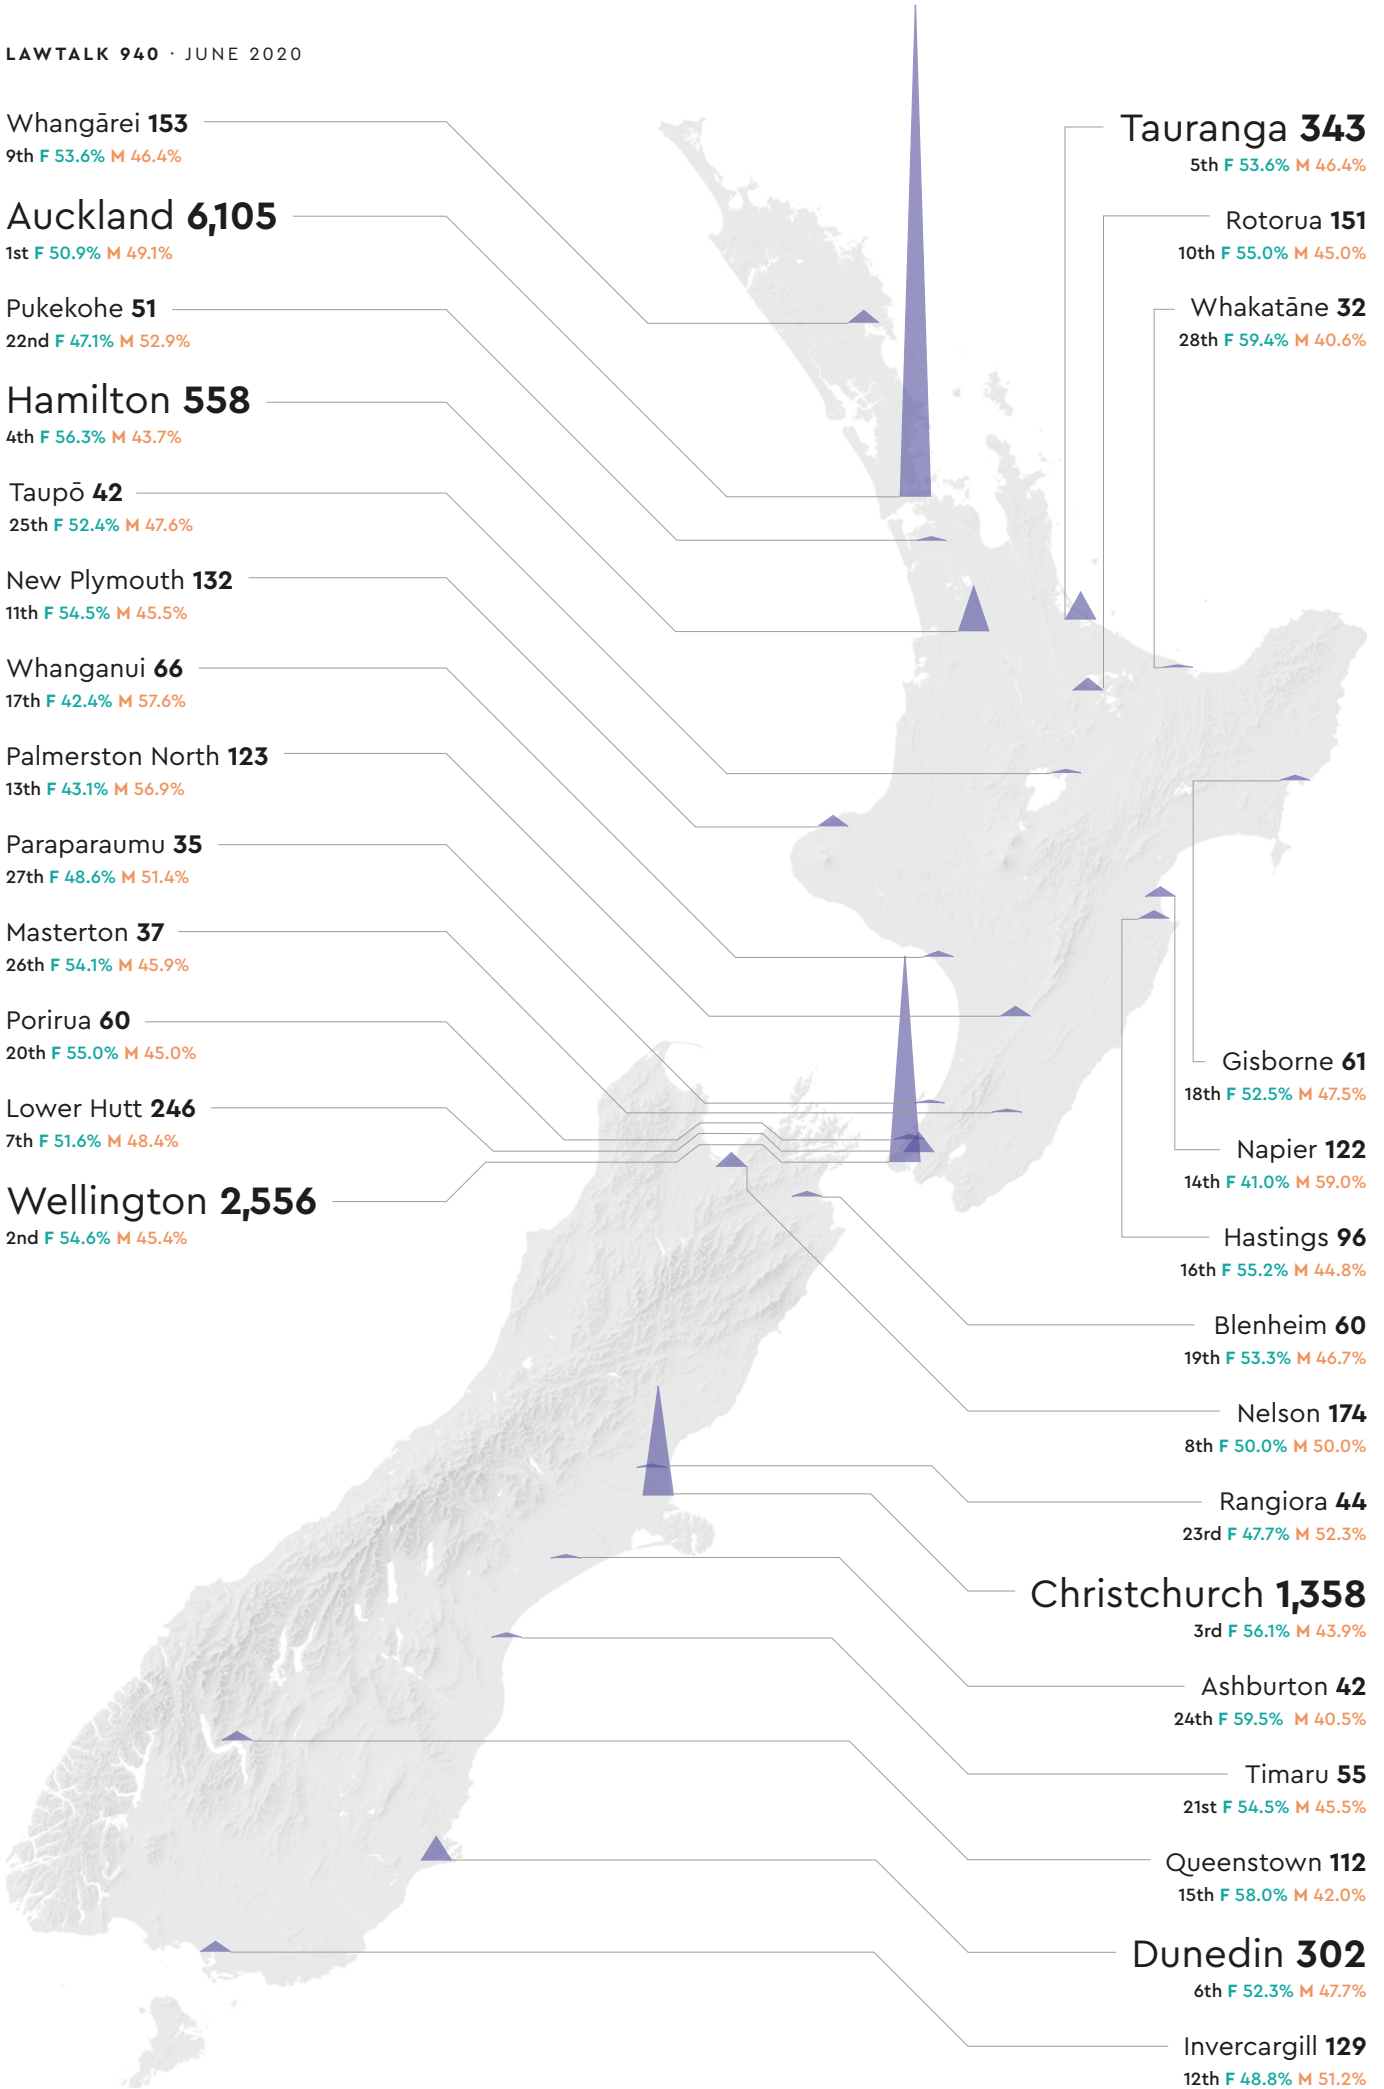 LAWTALK 940 · JUNE 2020
Whangārei 153
9th F 53.6% M 46.4%
Auckland 6,105
1st F 50.9% M 49.1%
Pukekohe 51
22nd F 47.1% M 52.9%
Hamilton 558
4th F 56.3% M 43.7%
Taupō 42
25th F 52.4% M 47.6%
New Plymouth 132
11th F 54.5% M 45.5%
Whanganui 66
17th F 42.4% M 57.6%
Palmerston North 123
13th F 43.1% M 56.9%
Paraparaumu 35
27th F 48.6% M 51.4%
Masterton 37
26th F 54.1% M 45.9%
Porirua 60
20th F 55.0% M 45.0%
Lower Hutt 246
7th F 51.6% M 48.4%
Wellington 2,556
2nd F 54.6% M 45.4%
Tauranga 343
5th F 53.6% M 46.4%
Rotorua 151
10th F 55.0% M 45.0%
Whakatāne 32
28th F 59.4% M 40.6%
Gisborne 61
18th F 52.5% M 47.5%
Napier 122
14th F 41.0% M 59.0%
Hastings 96
16th F 55.2% M 44.8%
Blenheim 60
19th F 53.3% M 46.7%
Nelson 174
8th F 50.0% M 50.0%
Rangiora 44
23rd F 47.7% M 52.3%
Christchurch 1,358
3rd F 56.1% M 43.9%
Ashburton 42
24th F 59.5% M 40.5%
Timaru 55
21st F 54.5% M 45.5%
Queenstown 112
15th F 58.0% M 42.0%
Dunedin 302
6th F 52.3% M 47.7%
Invercargill 129
12th F 48.8% M 51.2%